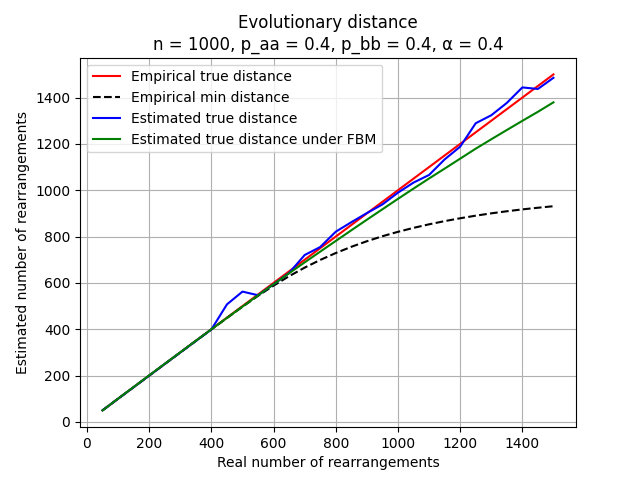 Evolutionary distance
n = 1000, p_aa = 0.4, p_bb = 0.4, α = 0.4
Empirical true distance
Empirical min distance
Estimated true distance
Estimated true distance under FBM
Estimated number of rearrangements
1400
1200
1000
800
600
400
200
0
0 200 400 600 800 1000 1200 1400
Real number of rearrangements